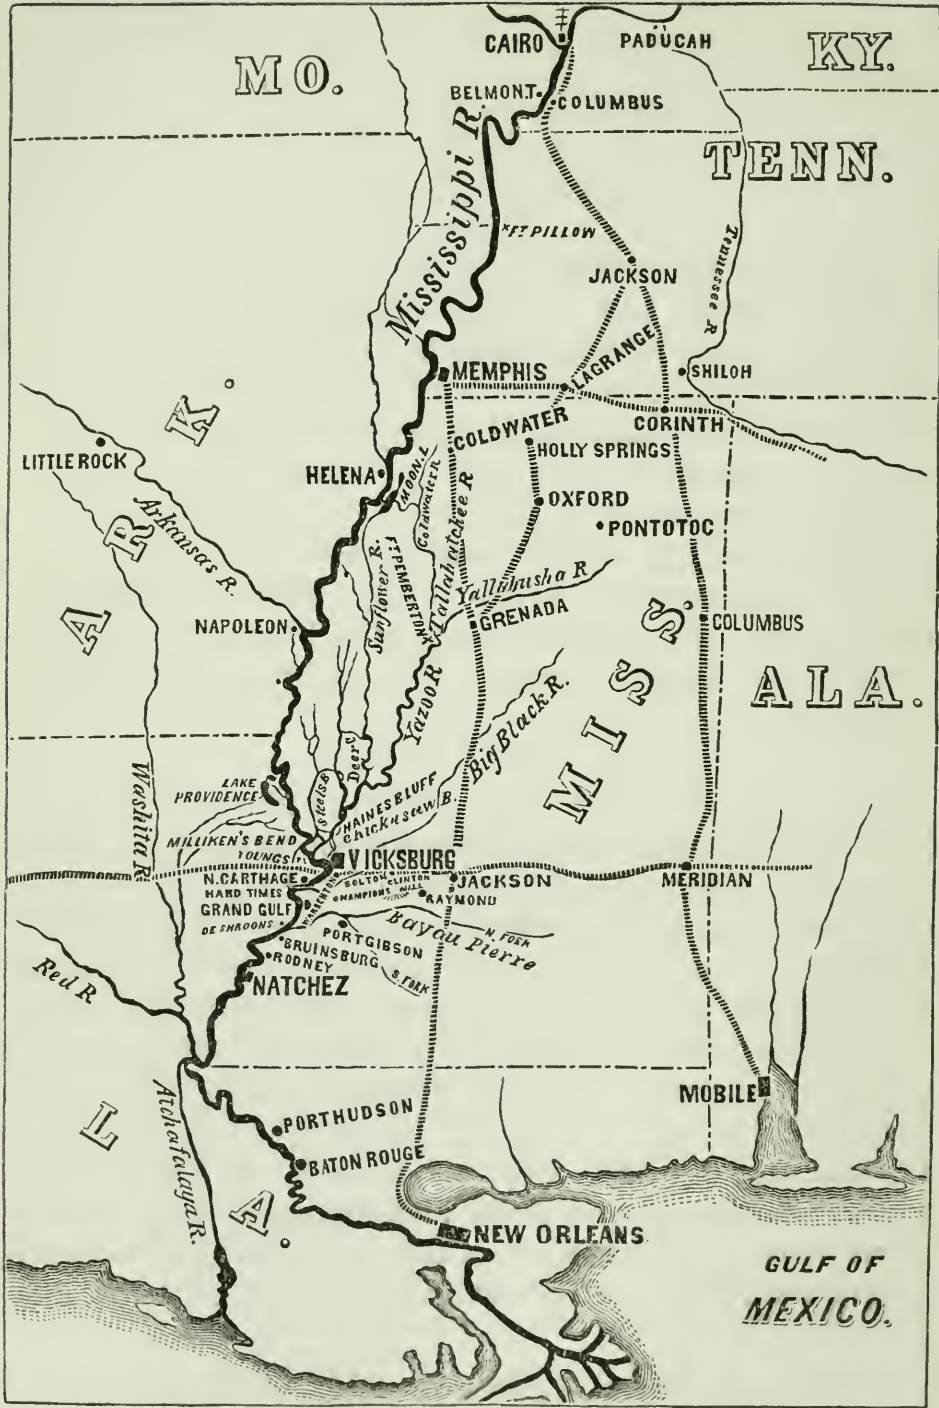 CAIRO
PADUCAH
KY.
MO.
BELMONT.
COLUMBUS
TENN.
Mississippi R.
FT PILLOW
Tennessee R
JACKSON
LAGRANGE
MEMPHIS
SHILOH
COLDWATER
CORINTH
HOLLY SPRINGS
LITTLE ROCK
HELENA
MOON. L
Coldwater R
OXFORD
PONTOTOC
ARK.
Arkansas R.
Sunflower R.
FT PEMBERTON
Tallahatchee R
Yallabusha R
GRENADA
NAPOLEON
COLUMBUS
MISS.
ALA.
Yazoo R
Big Black R.
Washita R
LAKE
PROVIDENCE
Steels B
Deer C
HAINES BLUFF
Chickasaw B.
MILLIKEN'S BEND
YOUNGS
VICKSBURG
N. CARTHAGE
HARD TIMES
GRAND GULF
DE SHROONS
WARRENTON
BOLTON
CLINTON
CHAMPIONS HILL
JACKSON
RAYMOND
MERIDIAN
Bayau Pierre
N. FORK
S. FORK
PORT GIBSON
BRUINSBURG
RODNEY
NATCHEZ
Red R
MOBILE
PORT HUDSON
BATON ROUGE
Atchafalaya R.
LA.
NEW ORLEANS
GULF OF
MEXICO.